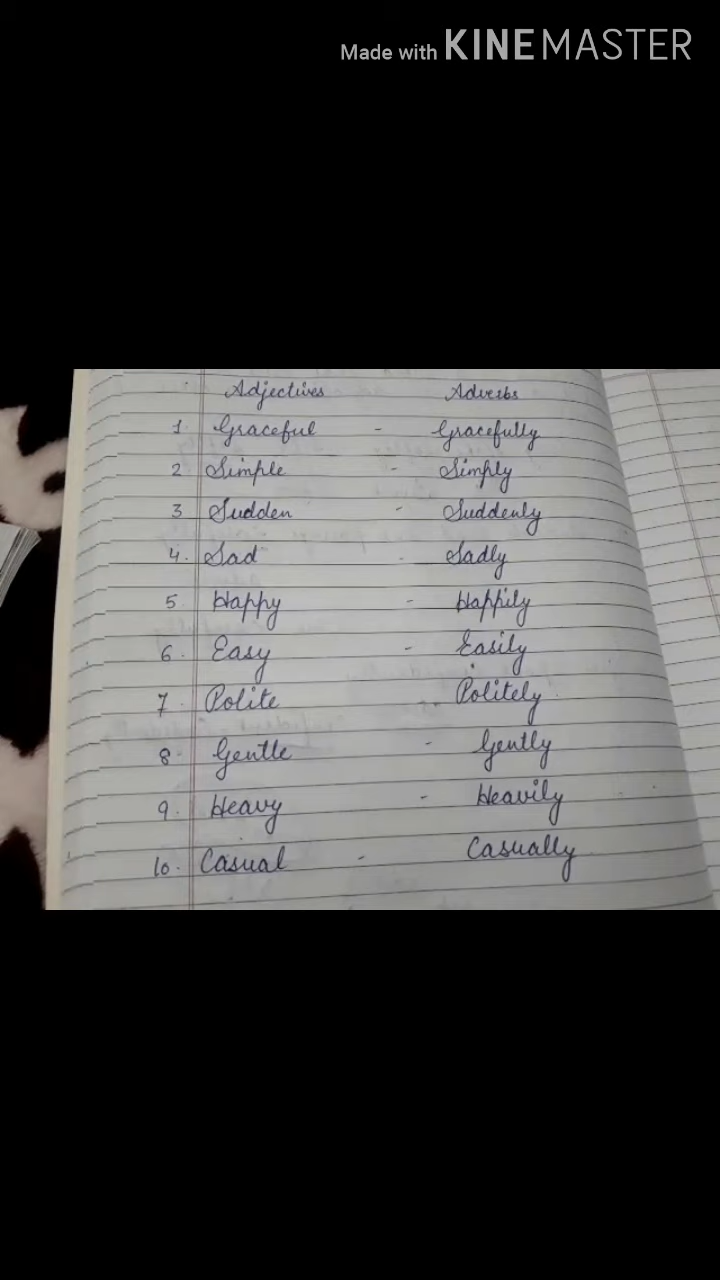 Made with KINEMASTER
Adjectives Adverbs
1. Graceful - Gracefully
2 Simple - Simply
3 Sudden - Suddenly
4. Sad - Sadly
5. Happy - Happily
6. Easy - Easily
7. Polite Politely
8. Gentle - Gently
9. Heavy - Heavily
10. Casual - Casually